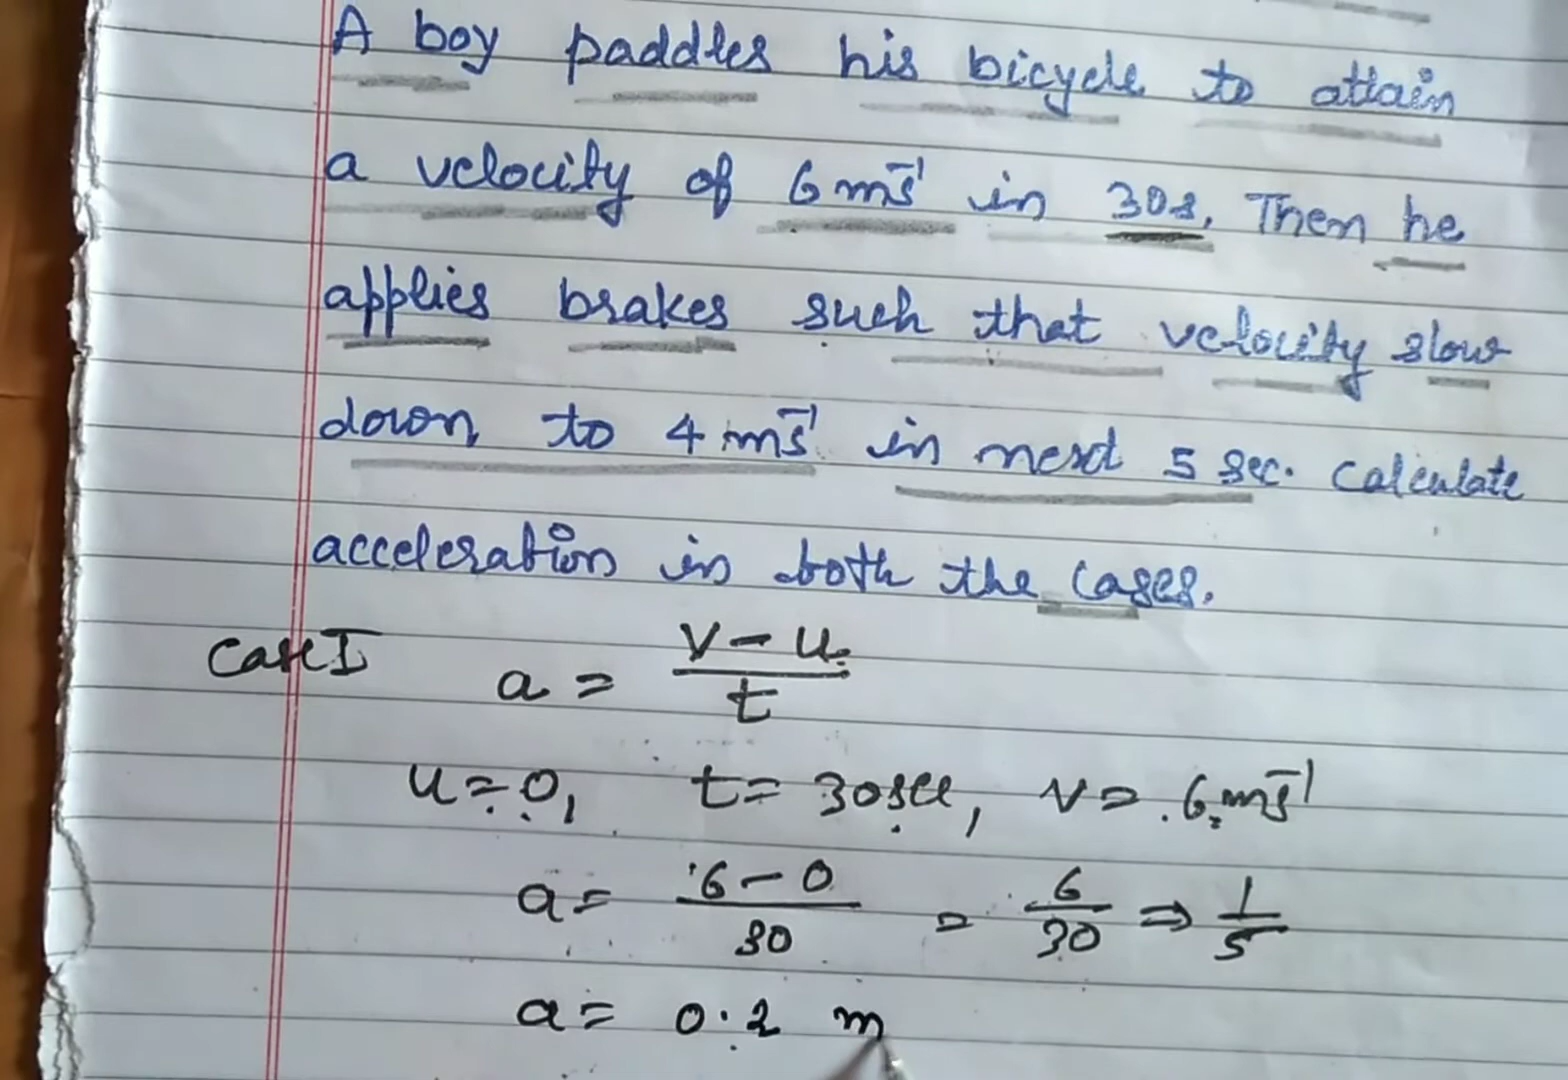 A boy paddles his bicycle to attain
a velocity of 6 ms⁻¹ in 30s. Then he
applies brakes such that velocity slow
down to 4 ms⁻¹ in next 5 sec. Calculate
acceleration in both the cases.
Case I a = (v - u)/t
u = 0, t = 30sec, v = 6 ms⁻¹
a = (6 - 0)/30 = 6/30 ⇒ 1/5
a = 0.2 m